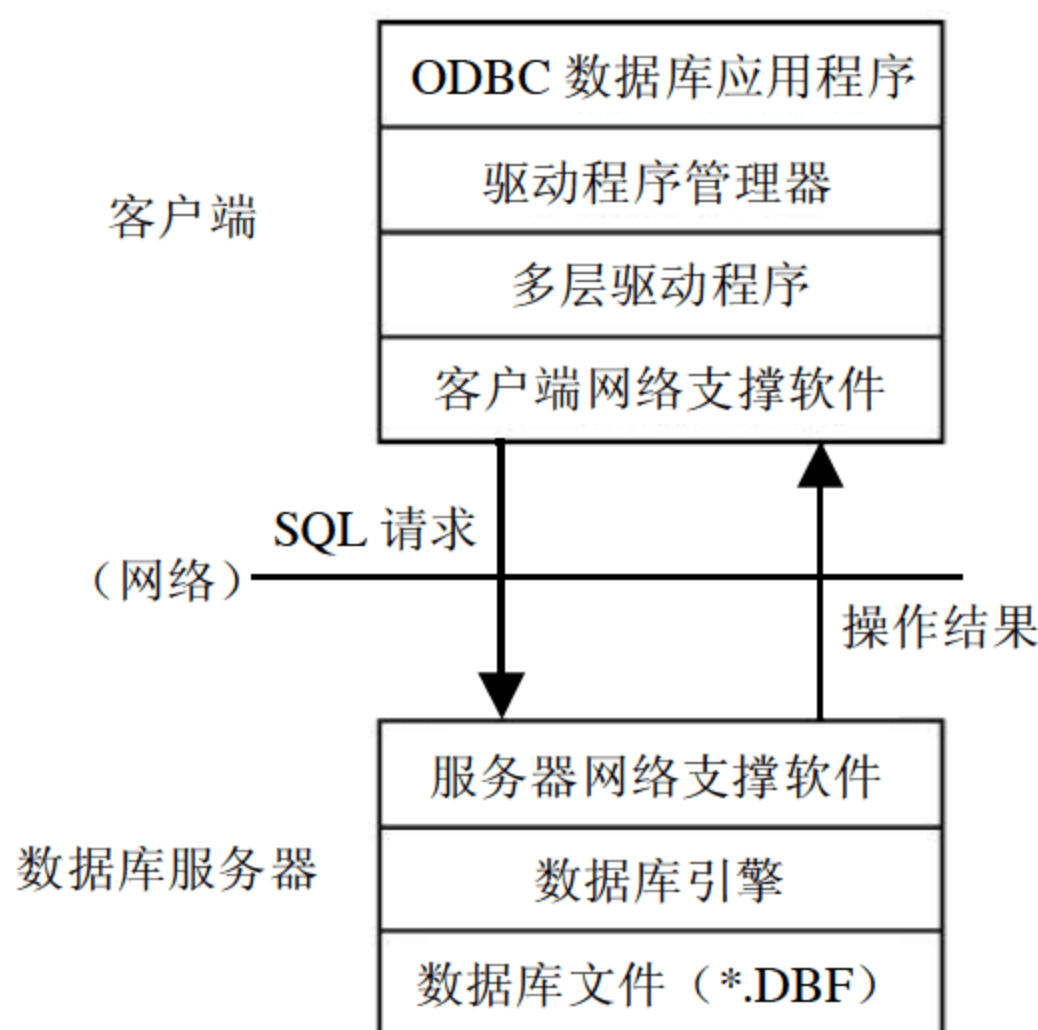 ODBC 数据库应用程序
驱动程序管理器
客户端
多层驱动程序
客户端网络支撑软件
SQL 请求
（网络）
操作结果
服务器网络支撑软件
数据库服务器
数据库引擎
数据库文件（*.DBF）